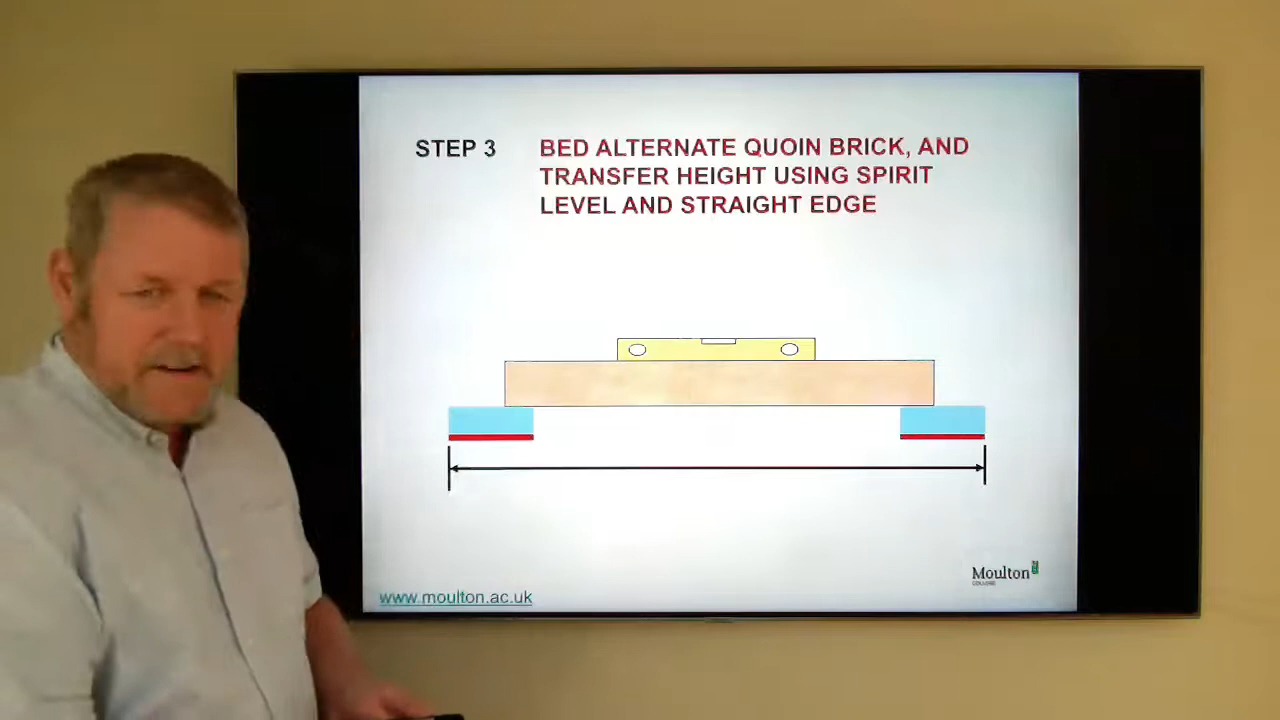 STEP 3
BED ALTERNATE QUOIN BRICK, AND
TRANSFER HEIGHT USING SPIRIT
LEVEL AND STRAIGHT EDGE
Moulton
COLLEGE
www.moulton.ac.uk